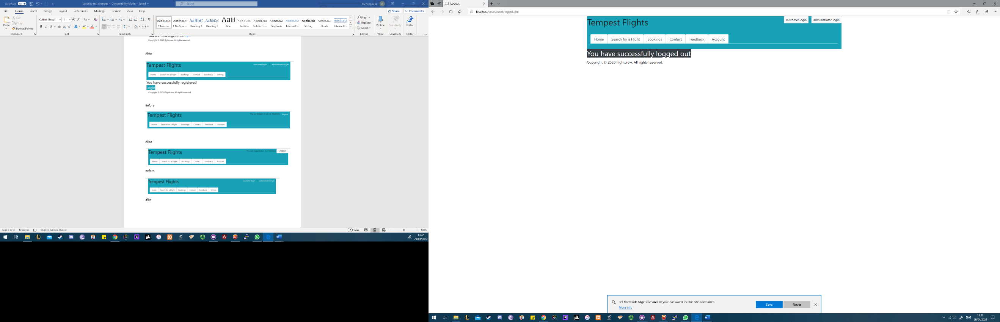 AutoSave On
Usability test changes - Compatibility Mode - Saved
Search
Joe Stephens JS
File Home Insert Design Layout References Mailings Review View Help
Share Comments
Paste
Cut
Copy
Format Painter
Calibri (Body) 11
AaBbCcDc AaBbCcDc AaBbC AaBbCc AaB AaBbCcD AaBbCcDc AaBbCcDc AaBbCcDc AaBbCcDc AaBbCcDc AaBbCcDc
¶ Normal ¶ No Spac... Heading 1 Heading 2 Title Subtitle Subtle Em... Emphasis Intense E... Strong Quote Intense Q...
Find
Replace
Select
Dictate
Sensitivity
Editor
Clipboard Font Paragraph Styles Editing Voice Sensitivity Editor
You are now registered Login
Copyright © 2020 flightcrew. All rights reserved.
After
Tempest Flights
customer login | administrator login
Home Search for a Flight Bookings Contact Feedback Setting
You have successfully registered!
Login
Copyright © 2020 flightcrew. All rights reserved.
Before
Tempest Flights
You are logged in as Joe Stephens Logout
Home Search for a Flight Bookings Contact Feedback Account
After
Tempest Flights
You are logged in as Joe Stephens Logout
Home Search for a Flight Bookings Contact Feedback Account
Before
Tempest Flights
customer login | administrator login
Home Search for a Flight Bookings Contact Feedback Setting
after
Page 3 of 3 10 words English (United States)
Focus
100%
13:22
29/04/2020
Logout
localhost/coursework/logout.php
Tempest Flights
customer login | administrator login
Home Search for a Flight Bookings Contact Feedback Account
You have successfully logged out
Copyright © 2020 flightcrew. All rights reserved.
Let Microsoft Edge save and fill your password for this site next time?
More info
Save
Never
ENG
13:22
29/04/2020